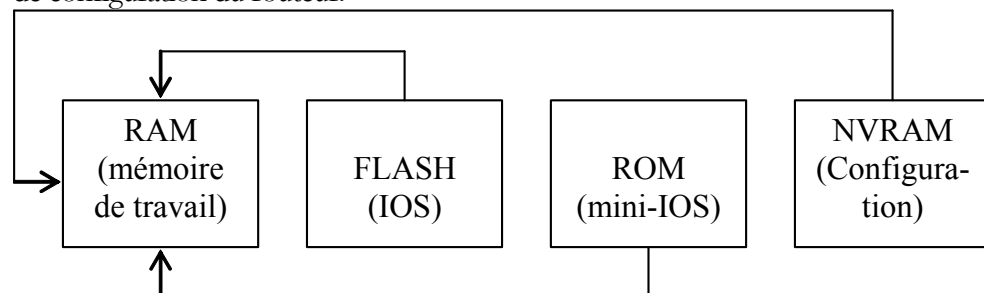 de configuration du routeur.
RAM
(mémoire
de travail)
FLASH
(IOS)
ROM
(mini-IOS)
NVRAM
(Configura-
tion)